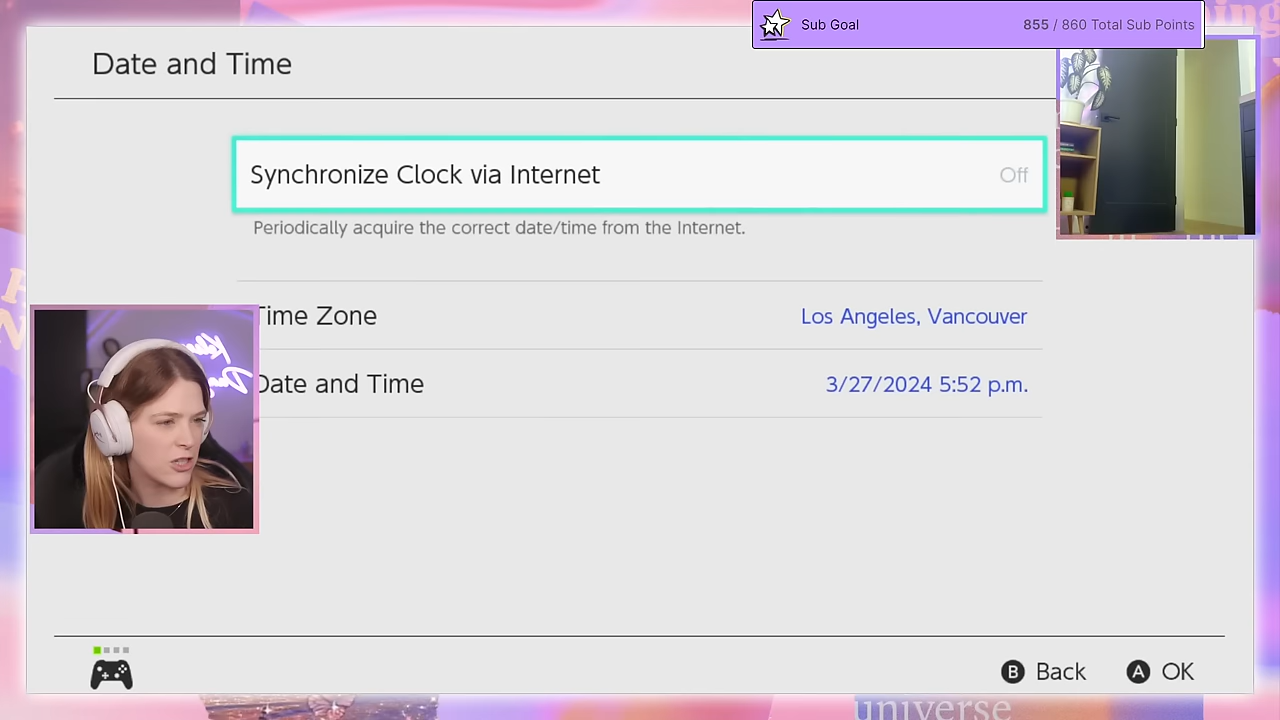 Sub Goal
855 / 860 Total Sub Points
Date and Time
Synchronize Clock via Internet
Off
Periodically acquire the correct date/time from the Internet.
Time Zone
Los Angeles, Vancouver
Date and Time
3/27/2024 5:52 p.m.
B Back
A OK
universe